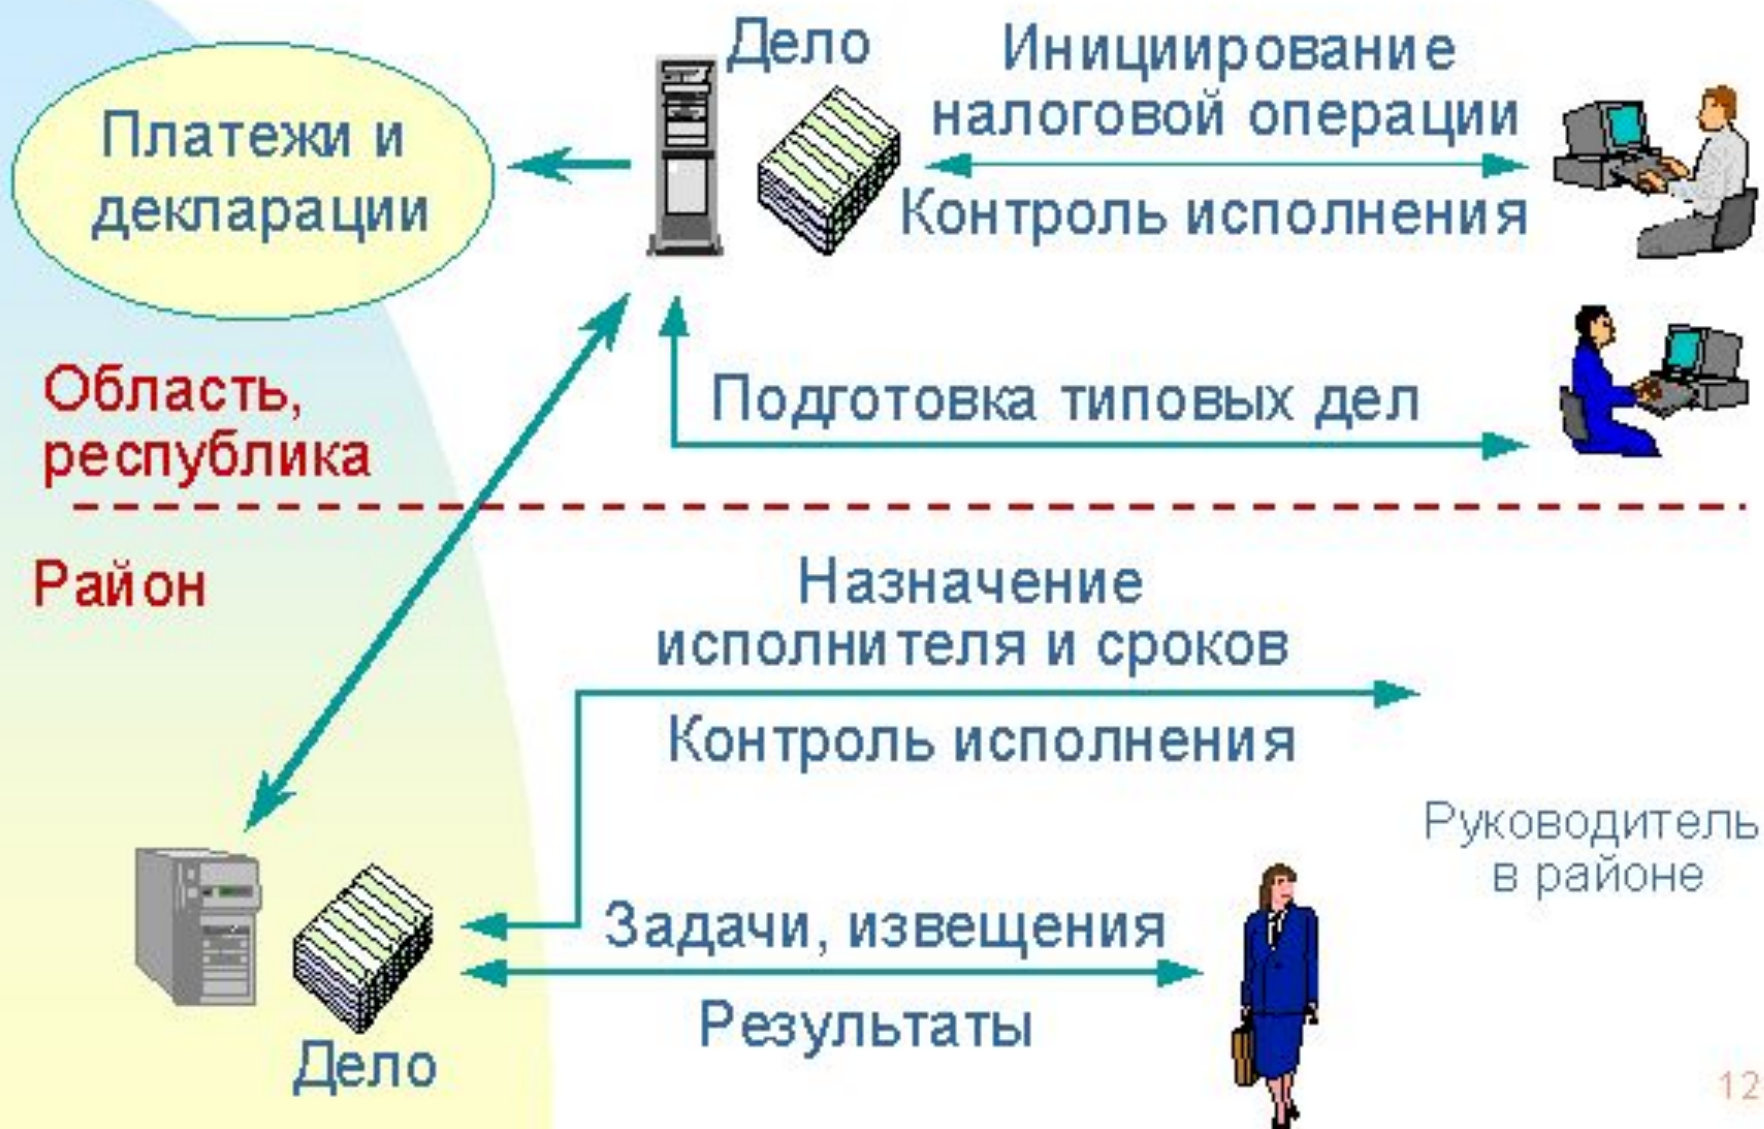 Дело
Инициирование
налоговой операции
Платежи и
декларации
Контроль исполнения
Область,
республика
Подготовка типовых дел
Район
Назначение
исполнителя и сроков
Контроль исполнения
Руководитель
в районе
Задачи, извещения
Результаты
Дело
12